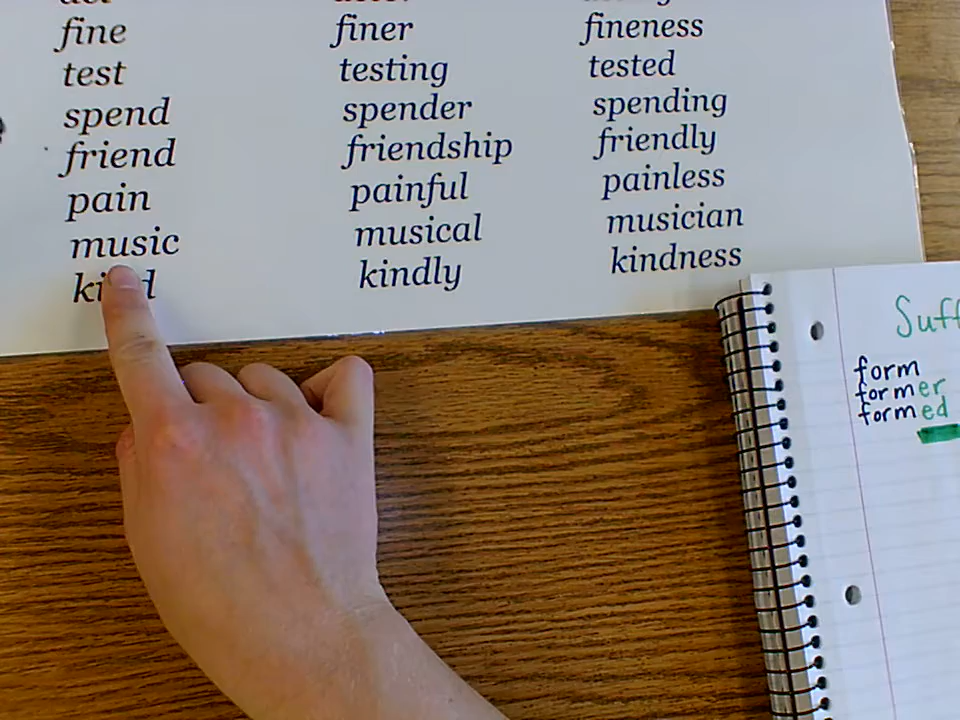 fine finer fineness
test testing tested
spend spender spending
friend friendship friendly
pain painful painless
music musical musician
kindly kindness
form
former
formed